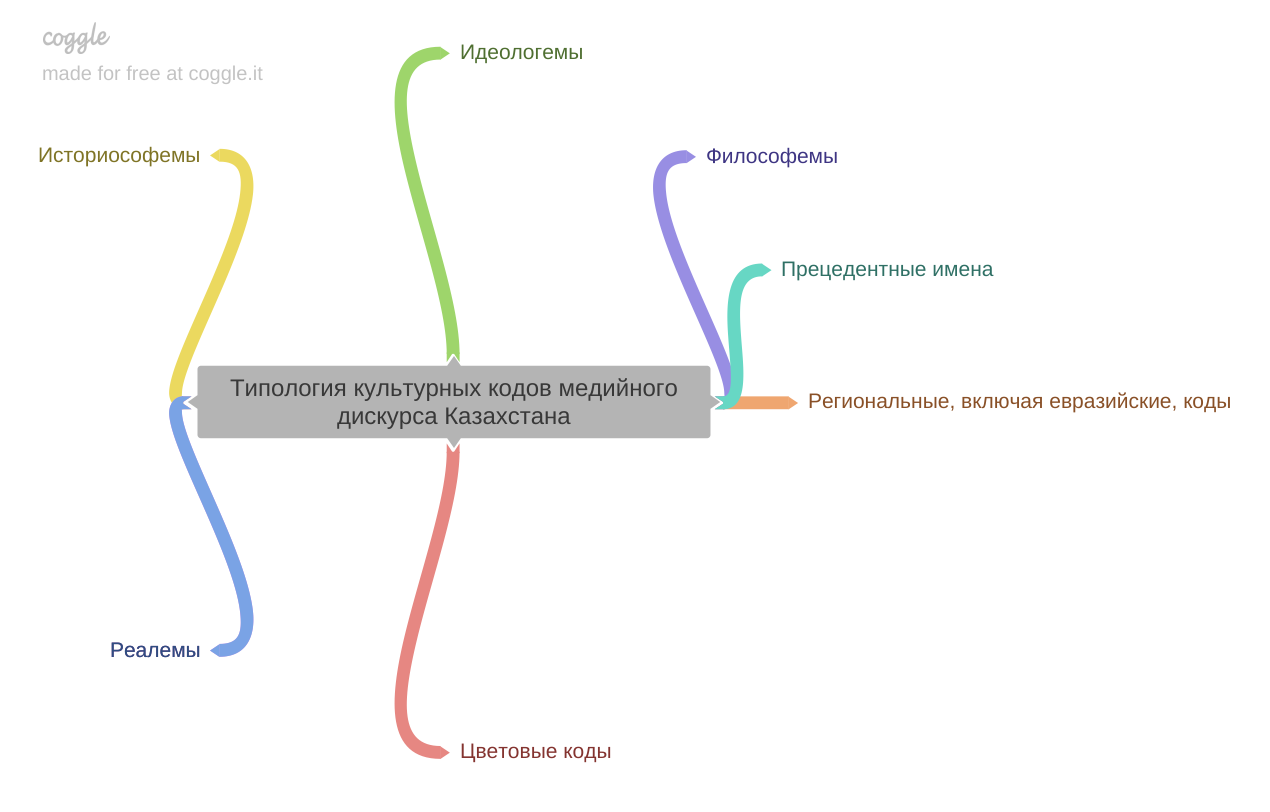 coggle
made for free at coggle.it
Идеологемы
Историософемы
Философемы
Прецедентные имена
Типология культурных кодов медийного
дискурса Казахстана
Региональные, включая евразийские, коды
Реалемы
Цветовые коды